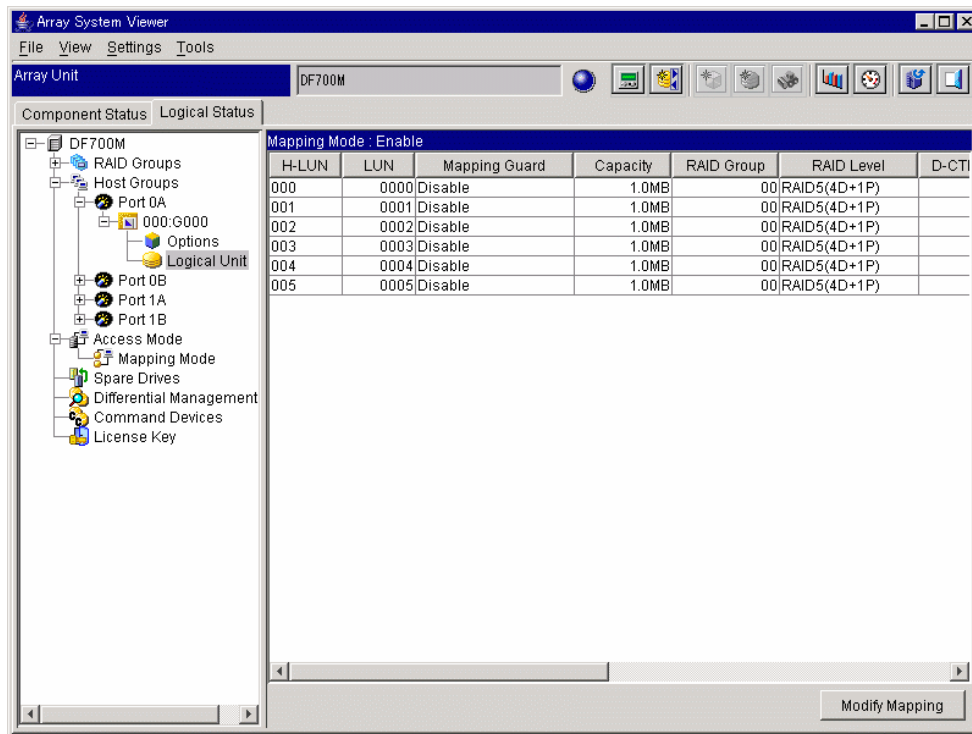 Array System Viewer
File View Settings Tools
Array Unit
DF700M
Component Status Logical Status
DF700M
RAID Groups
Host Groups
Port 0A
000:G000
Options
Logical Unit
Port 0B
Port 1A
Port 1B
Access Mode
Mapping Mode
Spare Drives
Differential Management
Command Devices
License Key
Mapping Mode : Enable
H-LUN LUN Mapping Guard Capacity RAID Group RAID Level D-CT
000 0000 Disable 1.0MB 00 RAID5(4D+1P)
001 0001 Disable 1.0MB 00 RAID5(4D+1P)
002 0002 Disable 1.0MB 00 RAID5(4D+1P)
003 0003 Disable 1.0MB 00 RAID5(4D+1P)
004 0004 Disable 1.0MB 00 RAID5(4D+1P)
005 0005 Disable 1.0MB 00 RAID5(4D+1P)
Modify Mapping